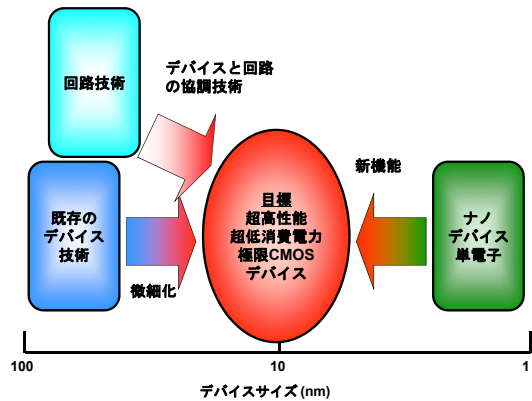 回路技術
デバイスと回路
の協調技術
既存の
デバイス
技術
微細化
目標
超高性能
超低消費電力
極限CMOS
デバイス
新機能
ナノ
デバイス
単電子
100
10
1
デバイスサイズ(nm)